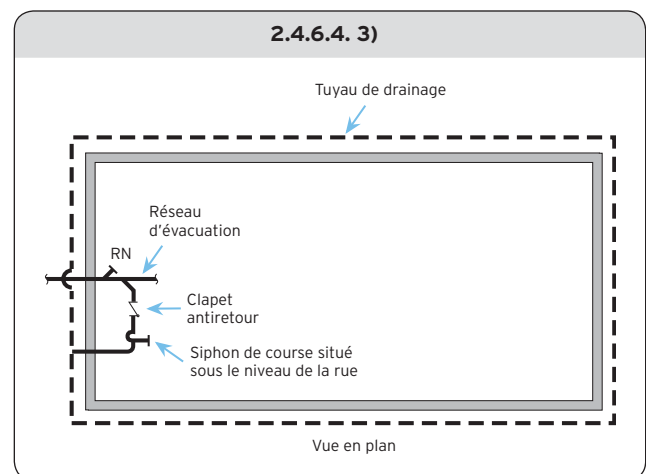 2.4.6.4. 3)
Tuyau de drainage
Réseau
d'évacuation
RN
Clapet
antiretour
Siphon de course situé
sous le niveau de la rue
Vue en plan